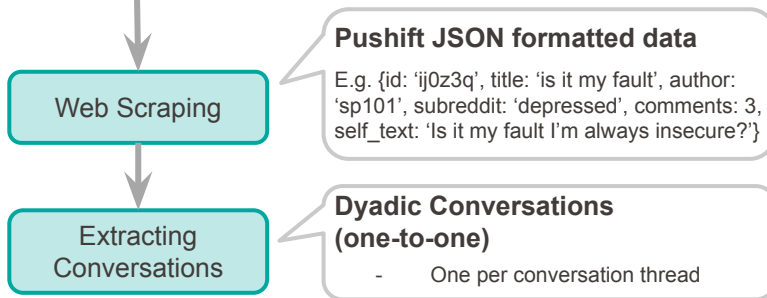 Pushift JSON formatted data
E.g. {id: ‘ij0z3q’, title: ‘is it my fault’, author:
‘sp101’, subreddit: ‘depressed’, comments: 3,
self_text: ‘Is it my fault I’m always insecure?’}
Web Scraping
Dyadic Conversations
(one-to-one)
- One per conversation thread
Extracting
Conversations